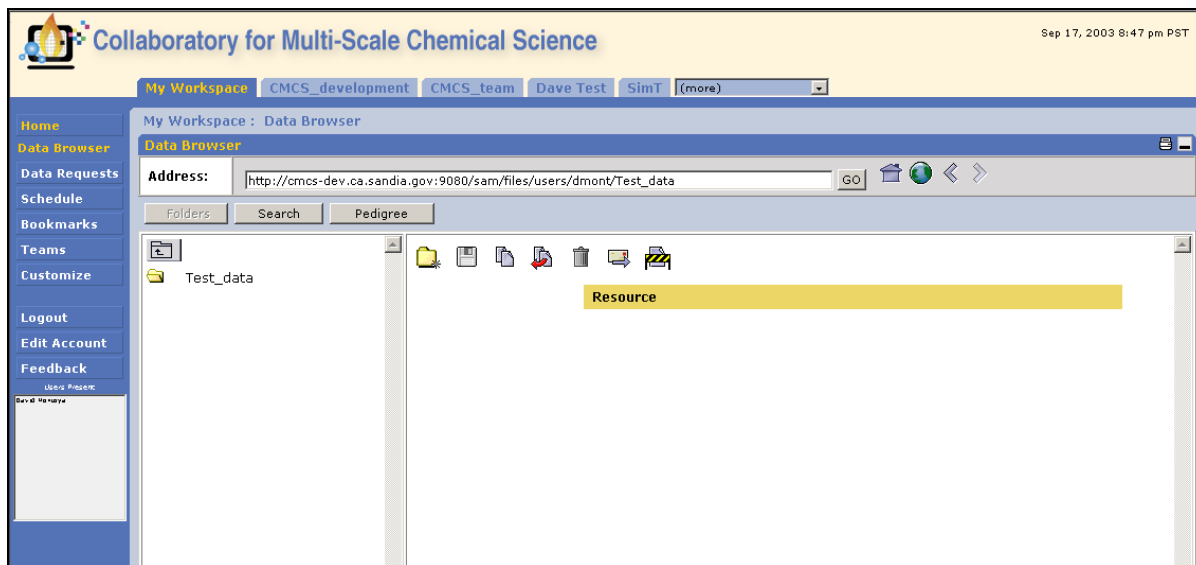 Collaboratory for Multi-Scale Chemical Science
Sep 17, 2003 8:47 pm PST
My Workspace CMCS_development CMCS_team Dave Test SimT (more)
Home
Data Browser
Data Requests
Schedule
Bookmarks
Teams
Customize
Logout
Edit Account
Feedback
Users Present:
David
My Workspace : Data Browser
Data Browser
Address: http://cmcs-dev.ca.sandia.gov:9080/sam/files/users/dmont/Test_data GO
Folders Search Pedigree
Test_data
Resource